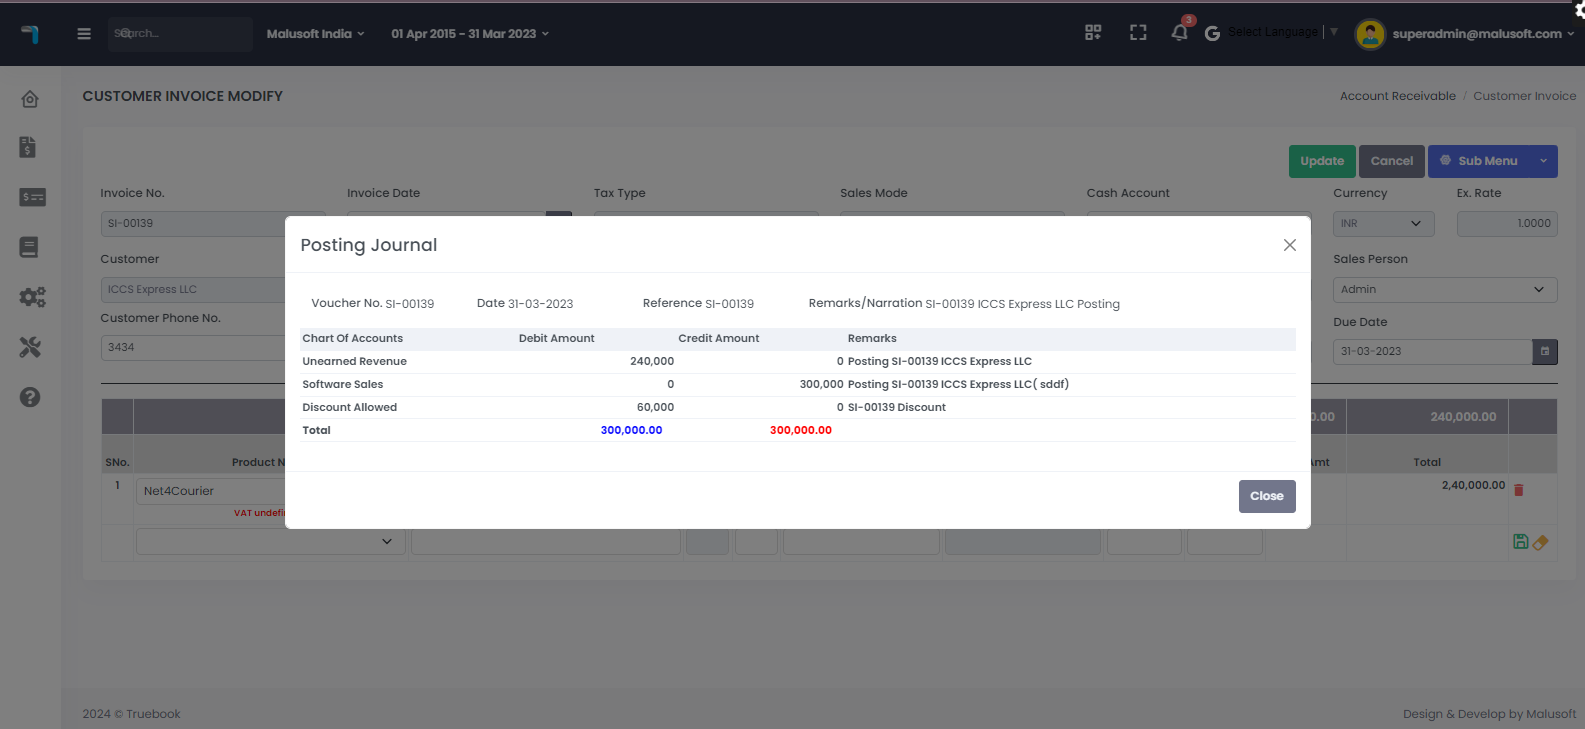 Search...
Malusoft India
01 Apr 2015 - 31 Mar 2023
3
G Select Language
superadmin@malusoft.com
CUSTOMER INVOICE MODIFY
Account Receivable / Customer Invoice
Update
Cancel
Sub Menu
Invoice No.
Invoice Date
Tax Type
Sales Mode
Cash Account
Currency
Ex. Rate
SI-00139
INR
1.0000
Customer
Sales Person
ICCS Express LLC
Admin
Customer Phone No.
Due Date
3434
31-03-2023
Posting Journal
Voucher No. SI-00139
Date 31-03-2023
Reference SI-00139
Remarks/Narration SI-00139 ICCS Express LLC Posting
Chart Of Accounts Debit Amount Credit Amount Remarks
Unearned Revenue 240,000 0 Posting SI-00139 ICCS Express LLC
Software Sales 0 300,000 Posting SI-00139 ICCS Express LLC( sddf)
Discount Allowed 60,000 0 SI-00139 Discount
Total 300,000.00 300,000.00
Close
0.00 240,000.00
SNo. Product N Amt Total
1 Net4Courier 2,40,000.00
VAT undefi
2024 © Truebook
Design & Develop by Malusoft